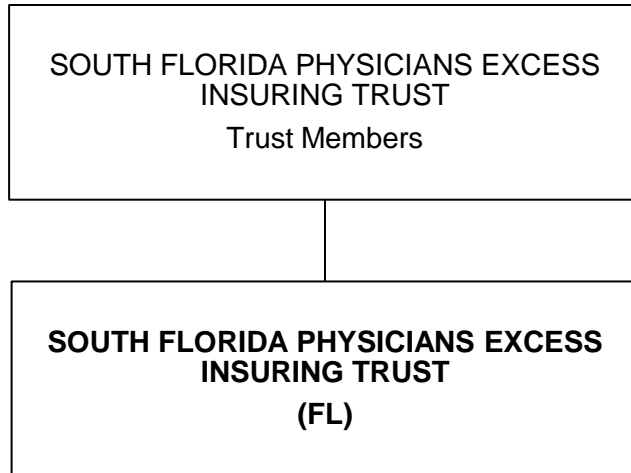 SOUTH FLORIDA PHYSICIANS EXCESS
INSURING TRUST
Trust Members
SOUTH FLORIDA PHYSICIANS EXCESS
INSURING TRUST
(FL)